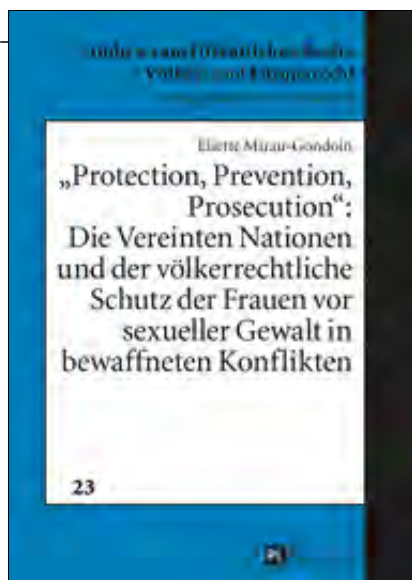 Eliette Mirau-Gondoin
„Protection, Prevention,
Prosecution“:
Die Vereinten Nationen
und der völkerrechtliche
Schutz der Frauen vor
sexueller Gewalt in
bewaffneten Konflikten
23